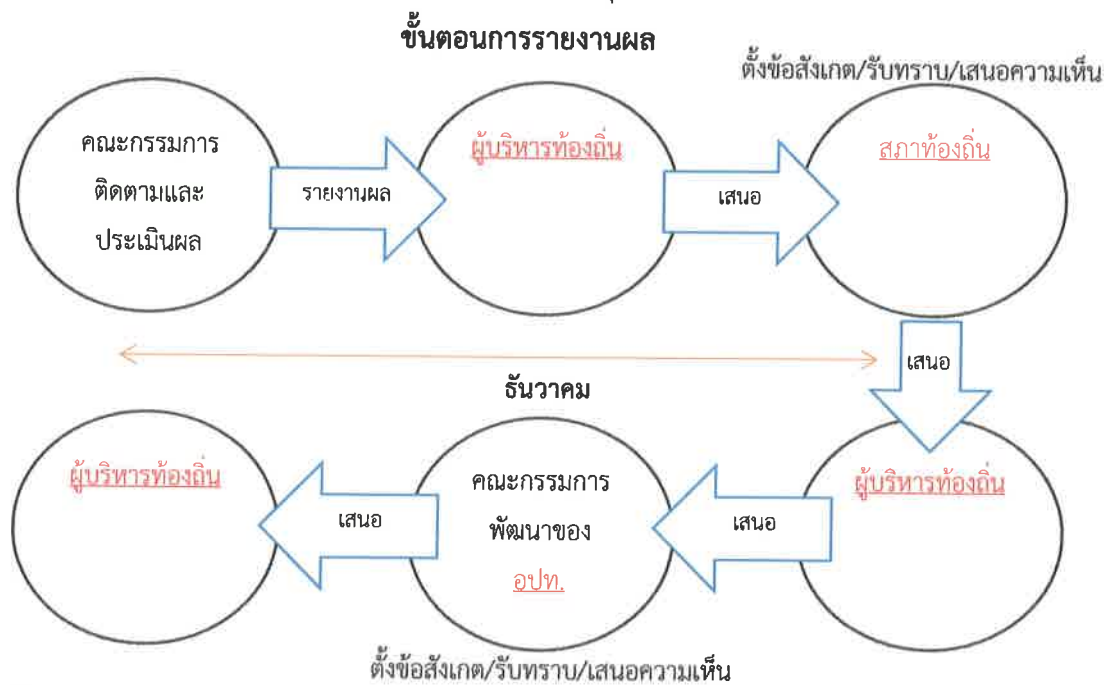 ขั้นตอนการรายงานผล
ตั้งข้อสังเกต/รับทราบ/เสนอความเห็น
คณะกรรมการ
ติดตามและ
ประเมินผล
รายงานผล
ผู้บริหารท้องถิ่น
เสนอ
สภาท้องถิ่น
เสนอ
ธันวาคม
ผู้บริหารท้องถิ่น
เสนอ
คณะกรรมการ
พัฒนาของ
อปท.
เสนอ
ผู้บริหารท้องถิ่น
ตั้งข้อสังเกต/รับทราบ/เสนอความเห็น